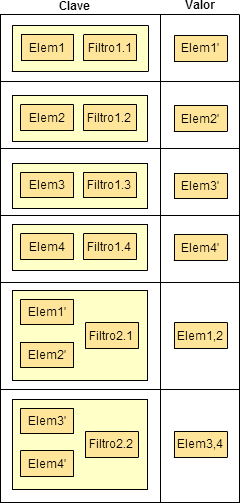 Clave Valor
Elem1 Filtro1.1 Elem1'
Elem2 Filtro1.2 Elem2'
Elem3 Filtro1.3 Elem3'
Elem4 Filtro1.4 Elem4'
Elem1'
Filtro2.1 Elem1,2
Elem2'
Elem3'
Filtro2.2 Elem3,4
Elem4'